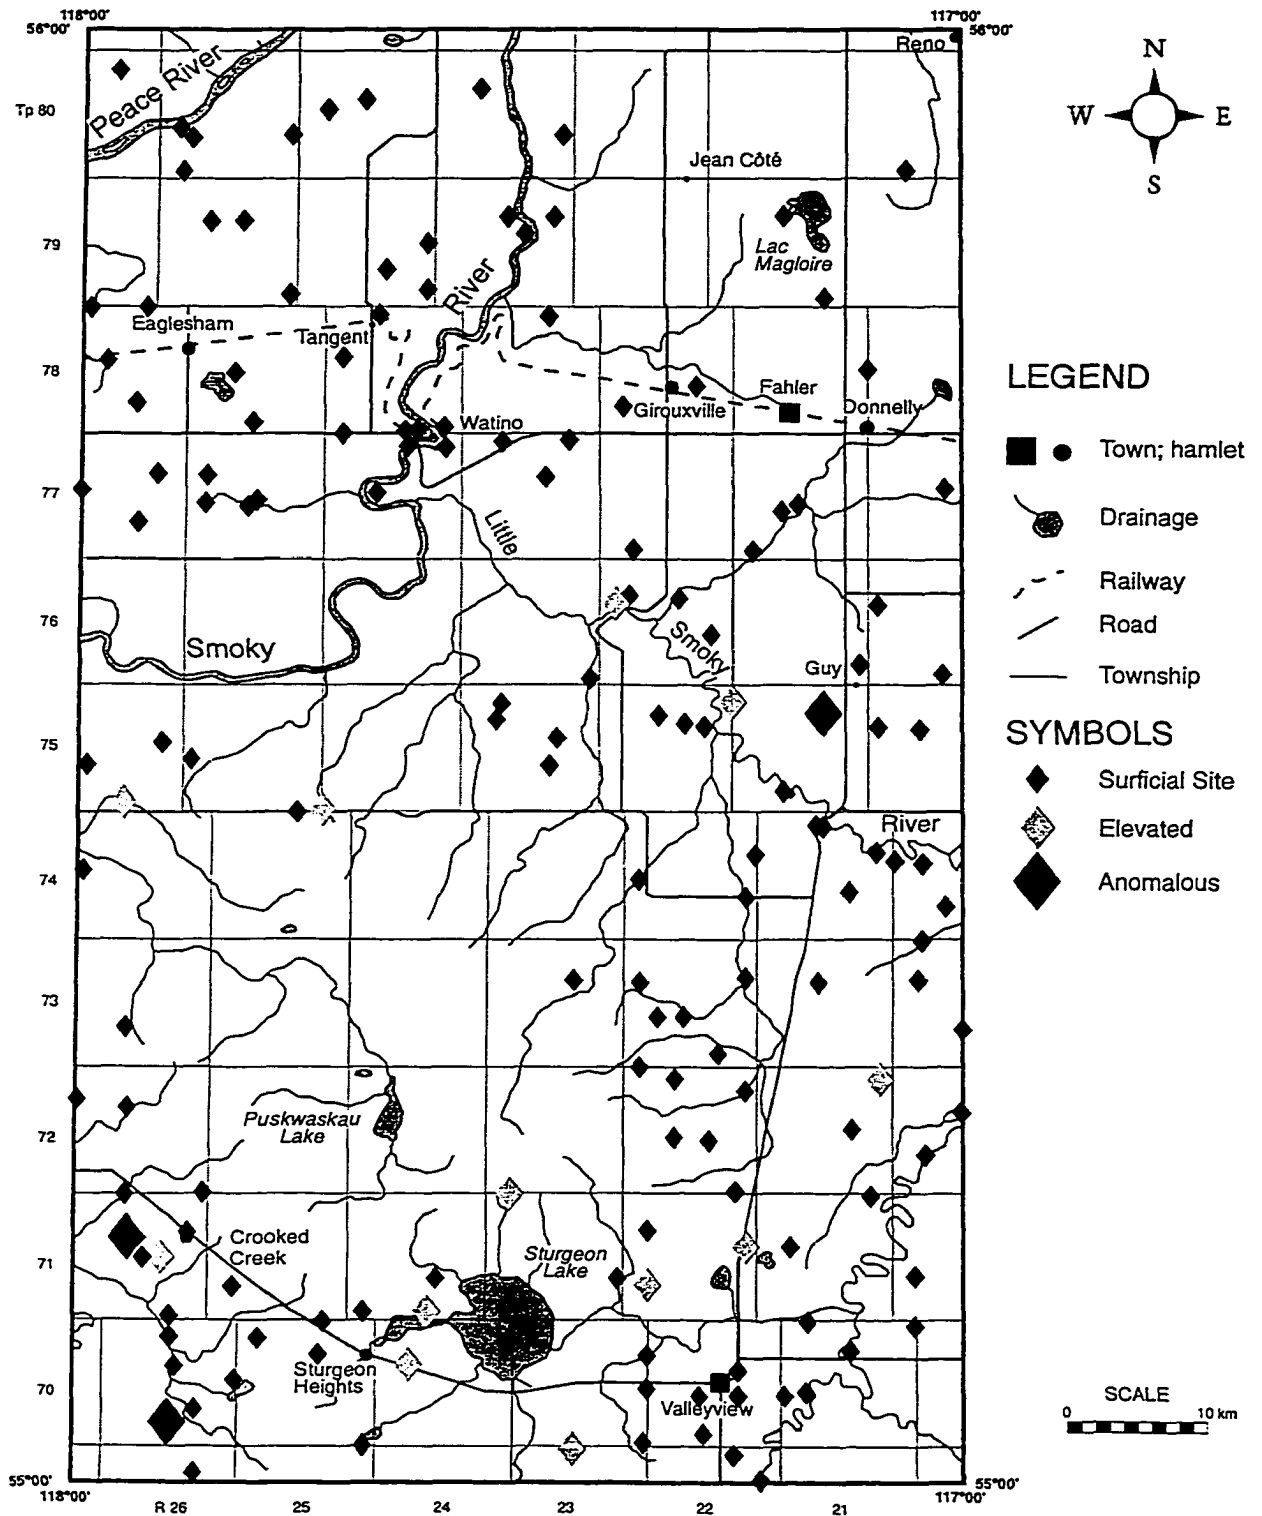 118°00'
117°00'
56°00'
56°00'
Reno
N
W
E
S
Peace River
Tp 80
Jean Côté
79
Lac
Magloire
River
Eaglesham
Tangent
78
Fahler
Girouxville
Donnelly
Watino
77
Little
76
Smoky
Smoky
Guy
75
River
74
73
Puskwaskau
Lake
72
Crooked
Creek
Sturgeon
Lake
71
Sturgeon
Heights
70
Valleyview
LEGEND
Town; hamlet
Drainage
Railway
Road
Township
SYMBOLS
Surficial Site
Elevated
Anomalous
SCALE
0
10 km
55°00'
55°00'
118°00'
117°00'
R 26
25
24
23
22
21